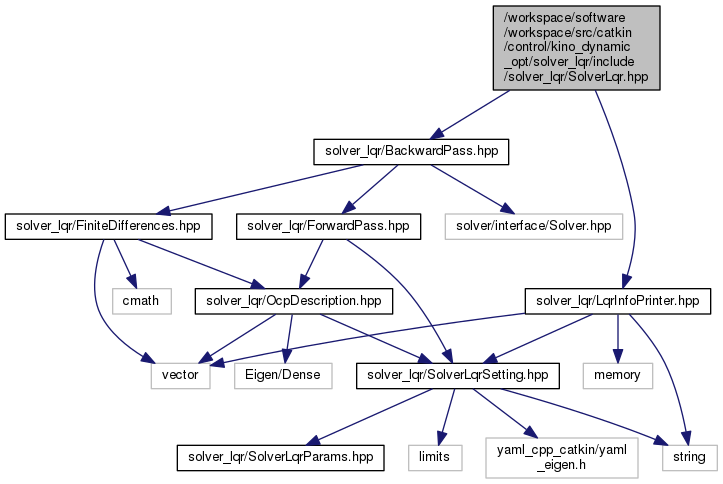 /workspace/software
/workspace/src/catkin
/control/kino_dynamic
_opt/solver_lqr/include
/solver_lqr/SolverLqr.hpp
solver_lqr/BackwardPass.hpp
solver_lqr/FiniteDifferences.hpp
solver_lqr/ForwardPass.hpp
solver/interface/Solver.hpp
cmath
solver_lqr/OcpDescription.hpp
solver_lqr/LqrInfoPrinter.hpp
vector
Eigen/Dense
solver_lqr/SolverLqrSetting.hpp
memory
solver_lqr/SolverLqrParams.hpp
limits
yaml_cpp_catkin/yaml
_eigen.h
string